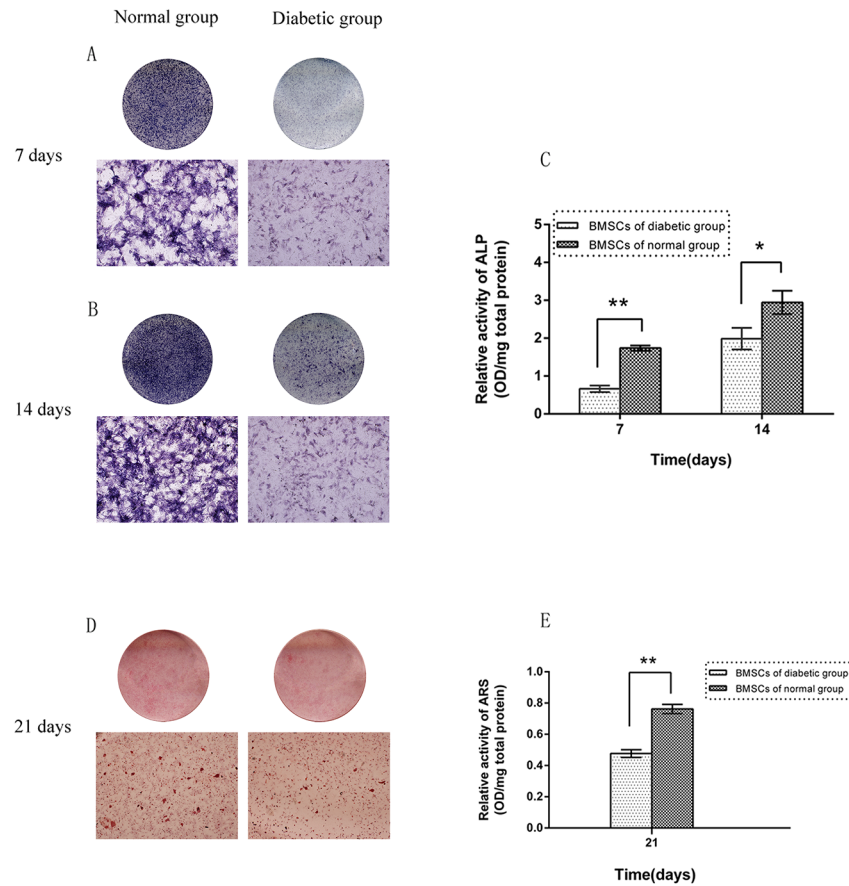 Normal group
Diabetic group
A
7 days
B
14 days
C
5
4
3
2
1
0
BMSCs of diabetic group
BMSCs of normal group
**
*
Relative activity of ALP
(OD/mg total protein)
7
14
Time(days)
D
21 days
E
1.0
0.8
0.6
0.4
0.2
0.0
**
BMSCs of diabetic group
BMSCs of normal group
Relative activity of ARS
(OD/mg total protein)
21
Time(days)